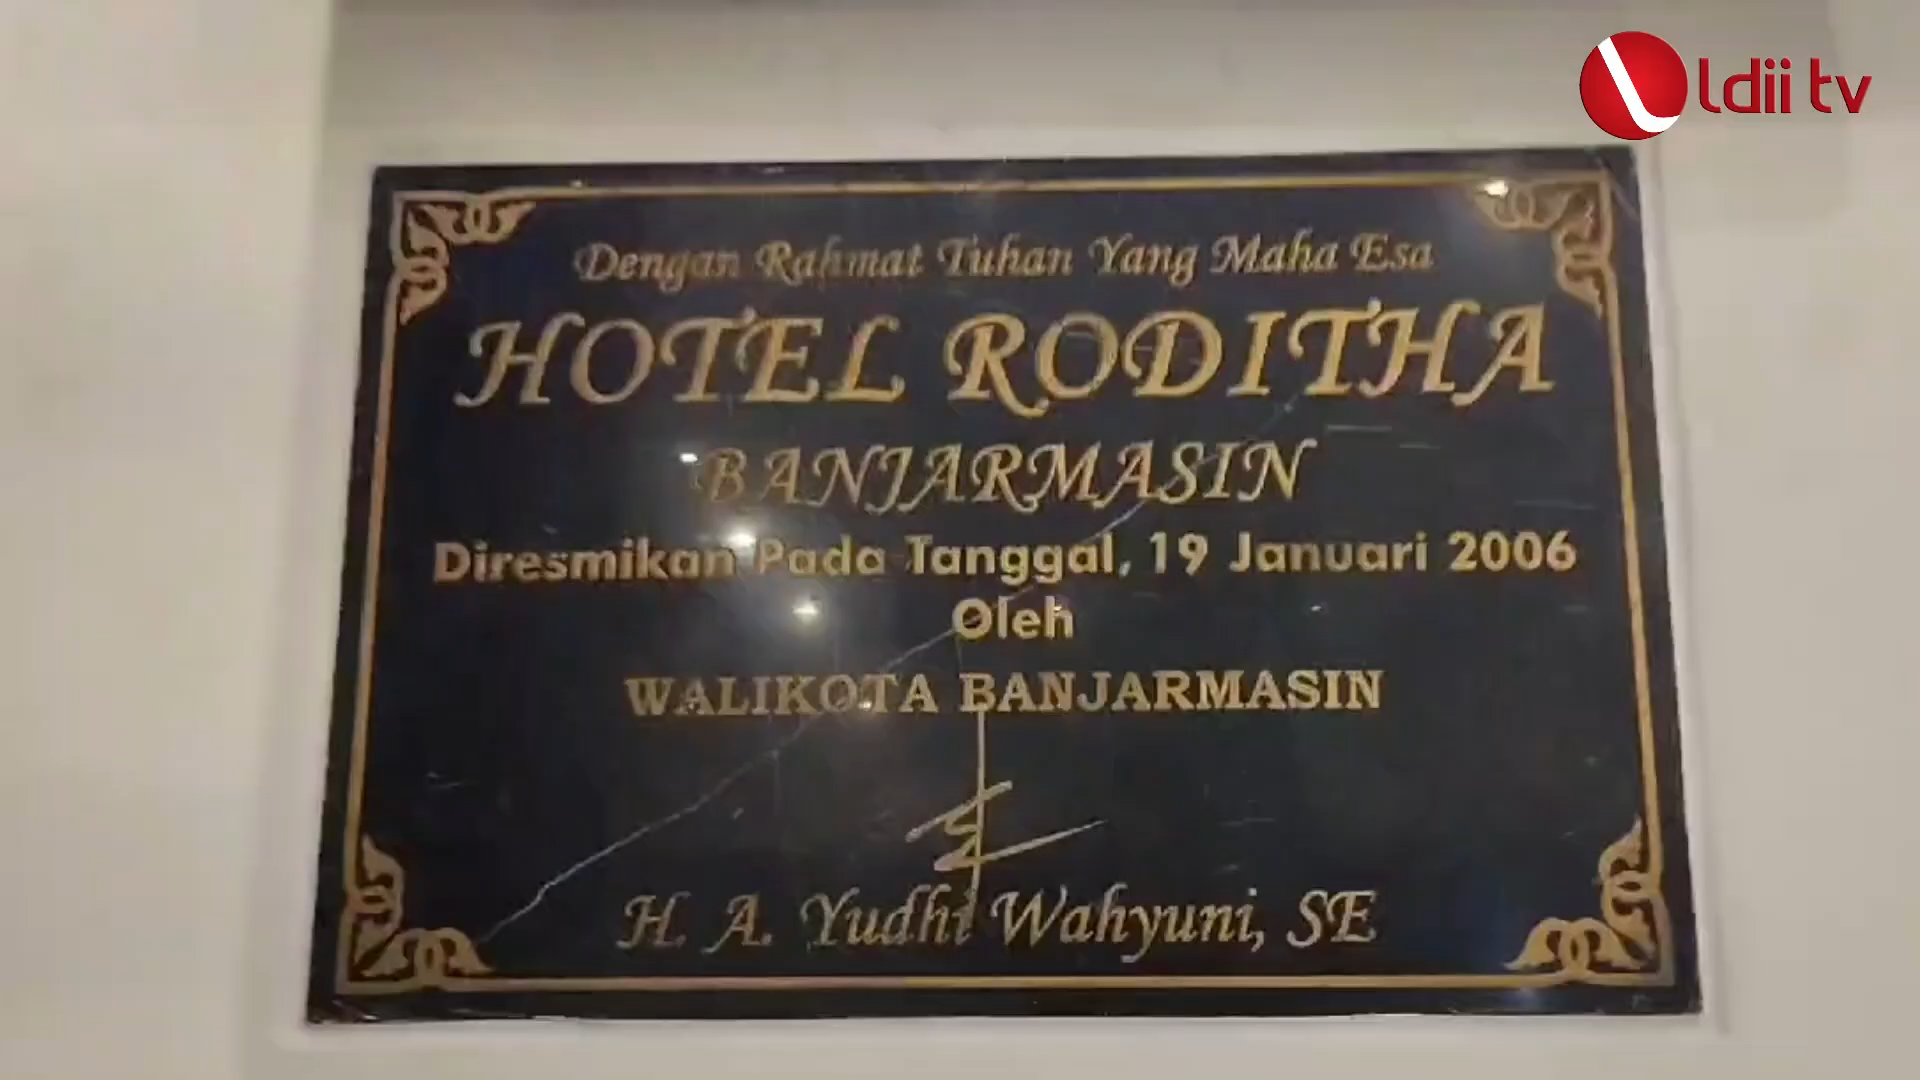 ldii tv
Dengan Rahmat Tuhan Yang Maha Esa
HOTEL RODITHA
BANJARMASIN
Diresmikan Pada Tanggal, 19 Januari 2006
Oleh
WALIKOTA BANJARMASIN
H. A. Yudhi Wahyuni, SE